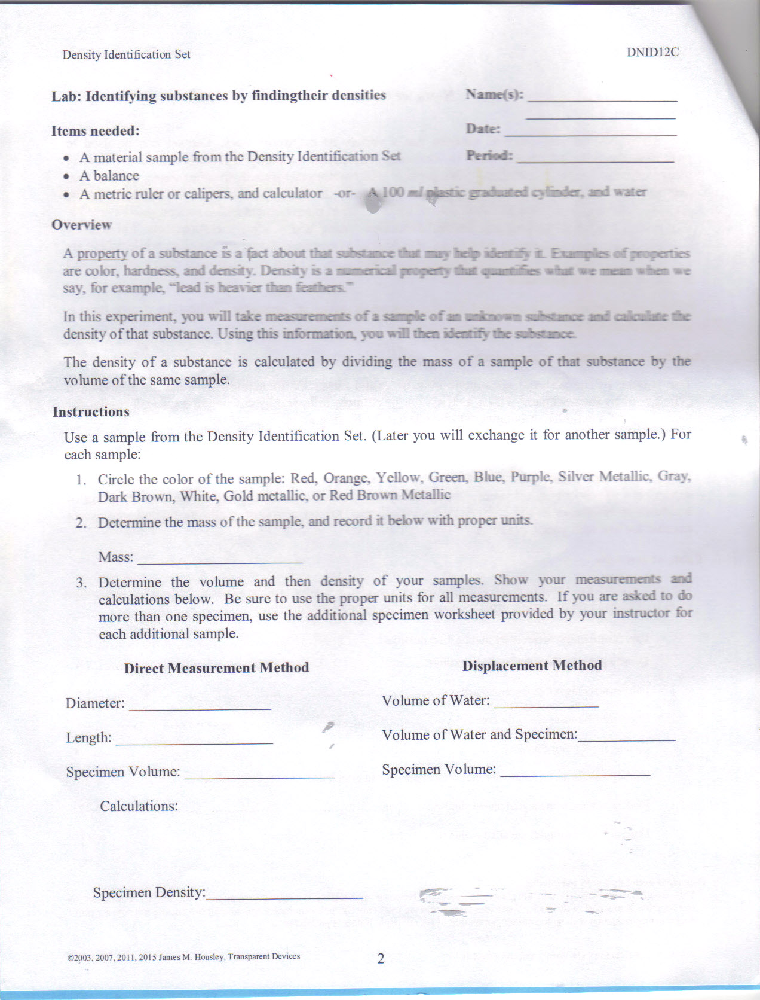 Density Identification Set
DNID12C
Lab: Identifying substances by findingtheir densities
Name(s):
Items needed:
Date:
• A material sample from the Density Identification Set
Period:
• A balance
• A metric ruler or calipers, and calculator -or- A 100 ml plastic graduated cylinder, and water
Overview
A property of a substance is a fact about that substance that may help identify it. Examples of properties
are color, hardness, and density. Density is a numerical property that quantifies what we mean when we
say, for example, “lead is heavier than feathers.”
In this experiment, you will take measurements of a sample of an unknown substance and calculate the
density of that substance. Using this information, you will then identify the substance.
The density of a substance is calculated by dividing the mass of a sample of that substance by the
volume of the same sample.
Instructions
Use a sample from the Density Identification Set. (Later you will exchange it for another sample.) For
each sample:
1. Circle the color of the sample: Red, Orange, Yellow, Green, Blue, Purple, Silver Metallic, Gray,
Dark Brown, White, Gold metallic, or Red Brown Metallic
2. Determine the mass of the sample, and record it below with proper units.
Mass:
3. Determine the volume and then density of your samples. Show your measurements and
calculations below. Be sure to use the proper units for all measurements. If you are asked to do
more than one specimen, use the additional specimen worksheet provided by your instructor for
each additional sample.
Direct Measurement Method
Displacement Method
Diameter:
Volume of Water:
Length:
Volume of Water and Specimen:
Specimen Volume:
Specimen Volume:
Calculations:
Specimen Density:
©2003, 2007, 2011, 2015 James M. Housley, Transparent Devices
2